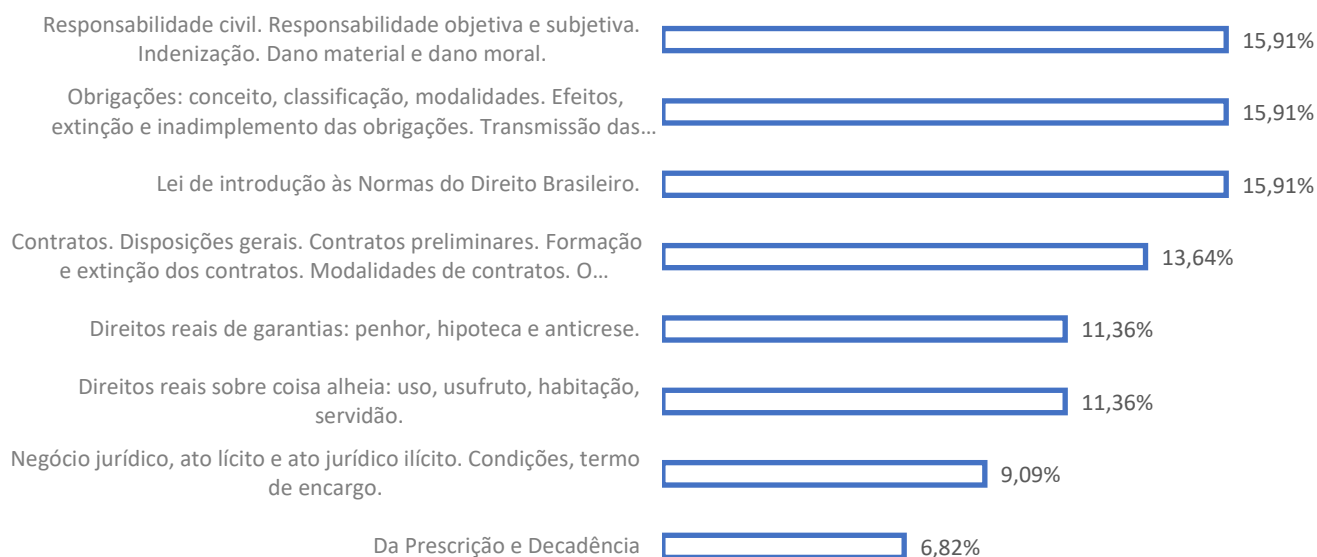 Responsabilidade civil. Responsabilidade objetiva e subjetiva.
Indenização. Dano material e dano moral.
15,91%
Obrigações: conceito, classificação, modalidades. Efeitos,
extinção e inadimplemento das obrigações. Transmissão das...
15,91%
Lei de introdução às Normas do Direito Brasileiro.
15,91%
Contratos. Disposições gerais. Contratos preliminares. Formação
e extinção dos contratos. Modalidades de contratos. O...
13,64%
Direitos reais de garantias: penhor, hipoteca e anticrese.
11,36%
Direitos reais sobre coisa alheia: uso, usufruto, habitação,
servidão.
11,36%
Negócio jurídico, ato lícito e ato jurídico ilícito. Condições, termo
de encargo.
9,09%
Da Prescrição e Decadência
6,82%